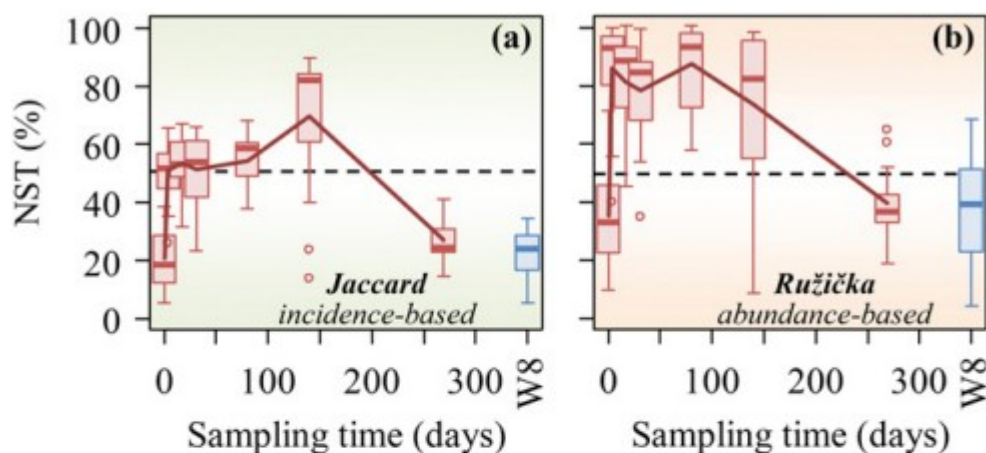 (a)
(b)
NST (%)
100
80
60
40
20
0
Jaccard
incidence-based
Ružička
abundance-based
0
100
200
300
W8
0
100
200
300
W8
Sampling time (days)
Sampling time (days)